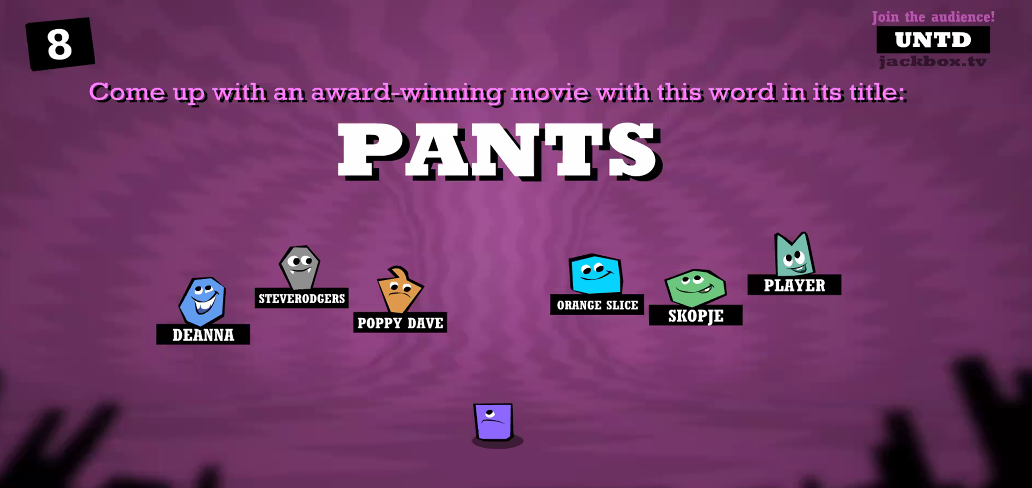 8
Join the audience!
UNTD
jackbox.tv
Come up with an award-winning movie with this word in its title:
PANTS
DEANNA
STEVERODGERS
POPPY DAVE
ORANGE SLICE
SKOPJE
PLAYER